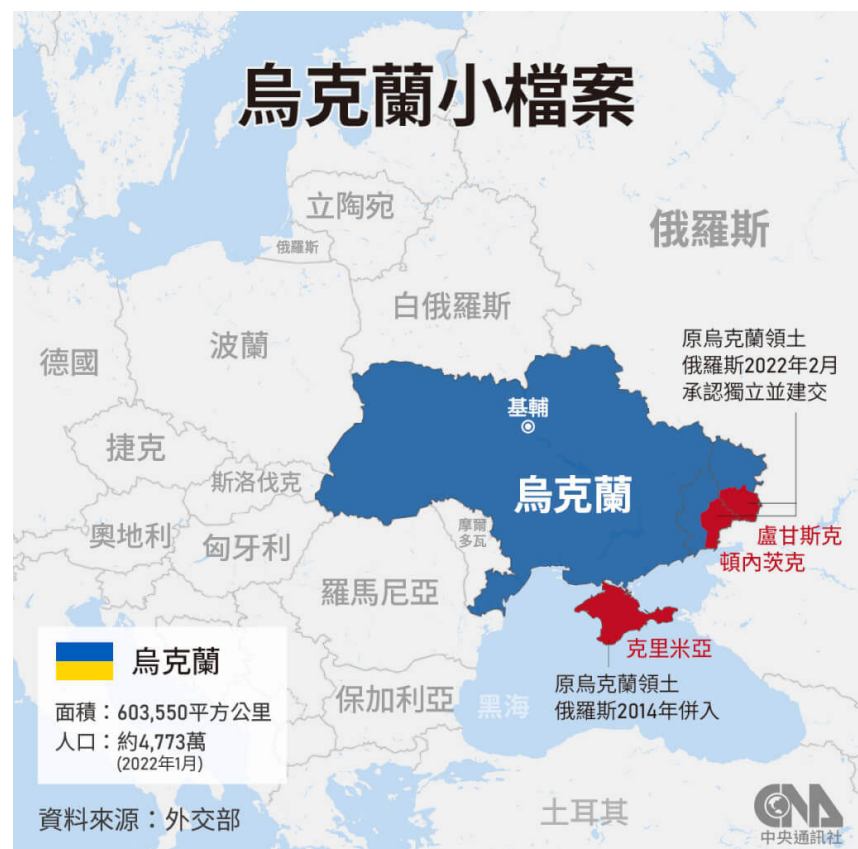 烏克蘭小檔案
立陶宛
俄羅斯
俄羅斯
白俄羅斯
德國
波蘭
原烏克蘭領土
俄羅斯2022年2月
承認獨立並建交
基輔
捷克
斯洛伐克
烏克蘭
奧地利
匈牙利
摩爾
多瓦
盧甘斯克
頓內茨克
羅馬尼亞
克里米亞
原烏克蘭領土
俄羅斯2014年併入
保加利亞
黑海
烏克蘭
面積：603,550平方公里
人口：約4,773萬
(2022年1月)
資料來源：外交部
土耳其
CNA
中央通訊社